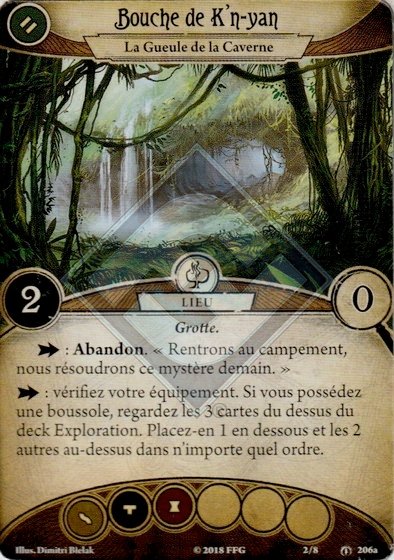 Bouche de K'n-yan
La Gueule de la Caverne
2
LIEU
0
Grotte.
: Abandon. « Rentrons au campement,
nous résoudrons ce mystère demain. »
: vérifiez votre équipement. Si vous possédez
une boussole, regardez les 3 cartes du dessus du
deck Exploration. Placez-en 1 en dessous et les 2
autres au-dessus dans n'importe quel ordre.
Illus. Dimitri Bielak
© 2018 FFG
2/8
206a